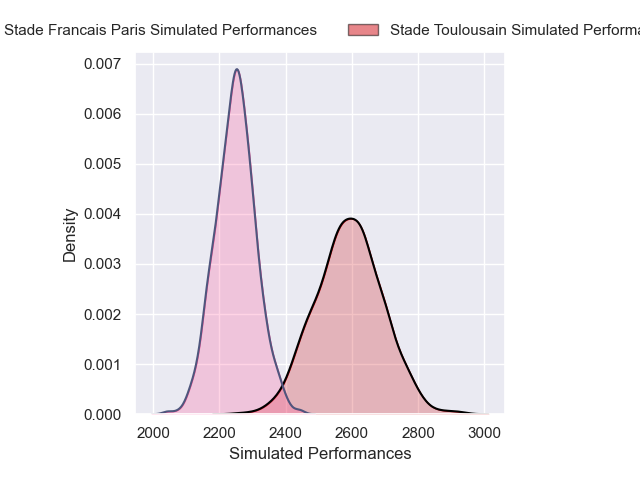 Stade Francais Paris Simulated Performances Stade Toulousain Simulated Performa
0.007
0.006
0.005
0.004
0.003
0.002
0.001
0.000
Density
2000 2200 2400 2600 2800 3000
Simulated Performances